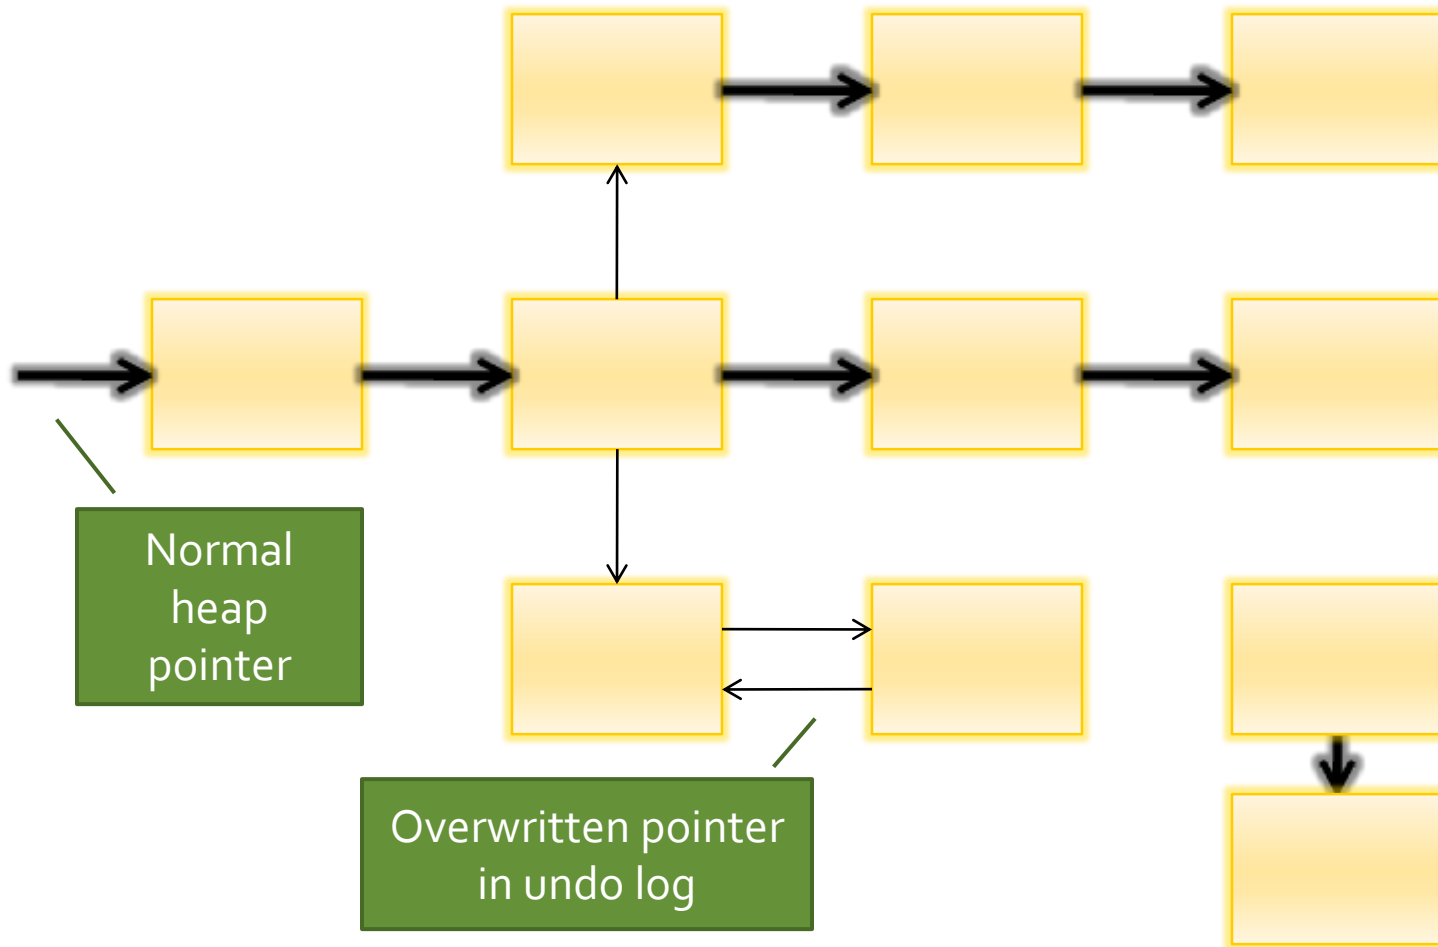 Normal
heap
pointer
Overwritten pointer
in undo log